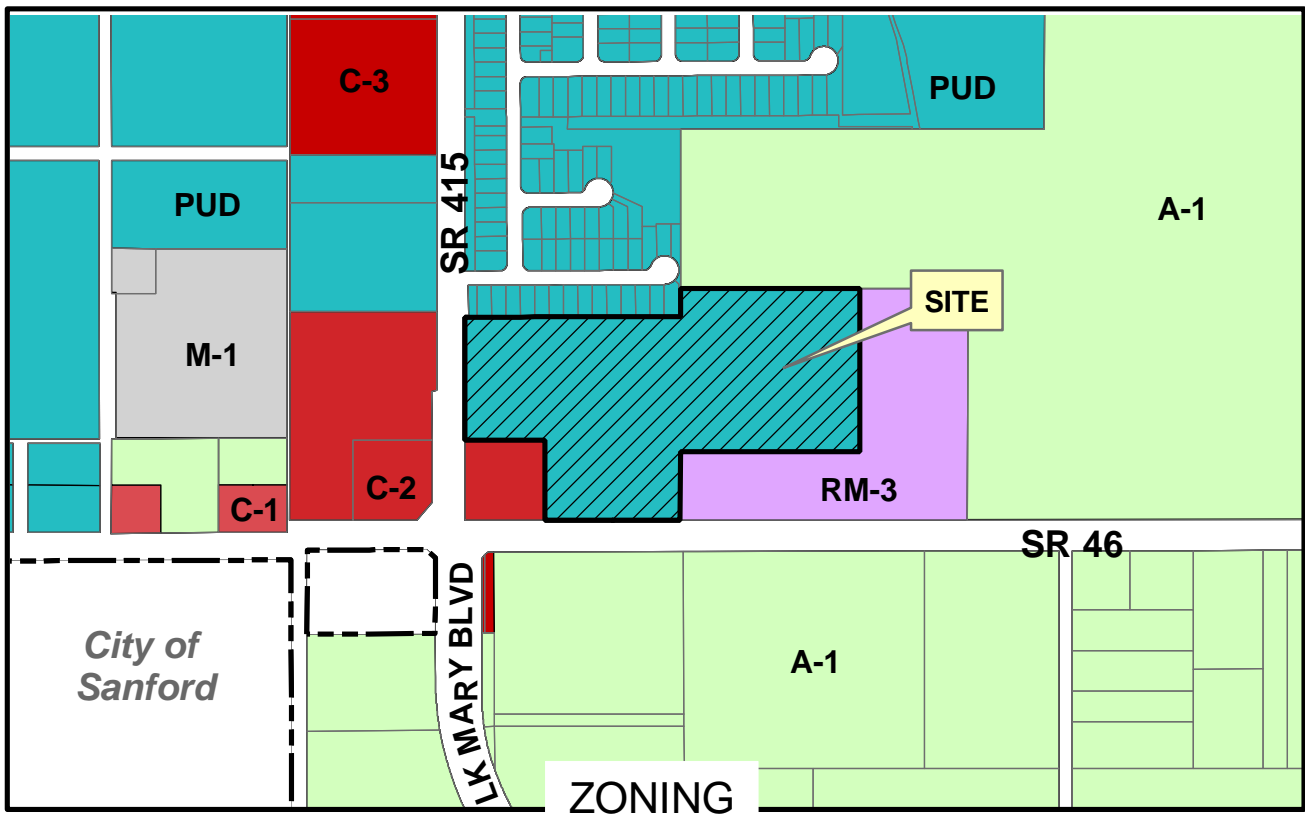 C-3
PUD
SR 415
PUD
A-1
SITE
M-1
C-2
C-1
RM-3
SR 46
City of
Sanford
LK MARY BLVD
A-1
ZONING